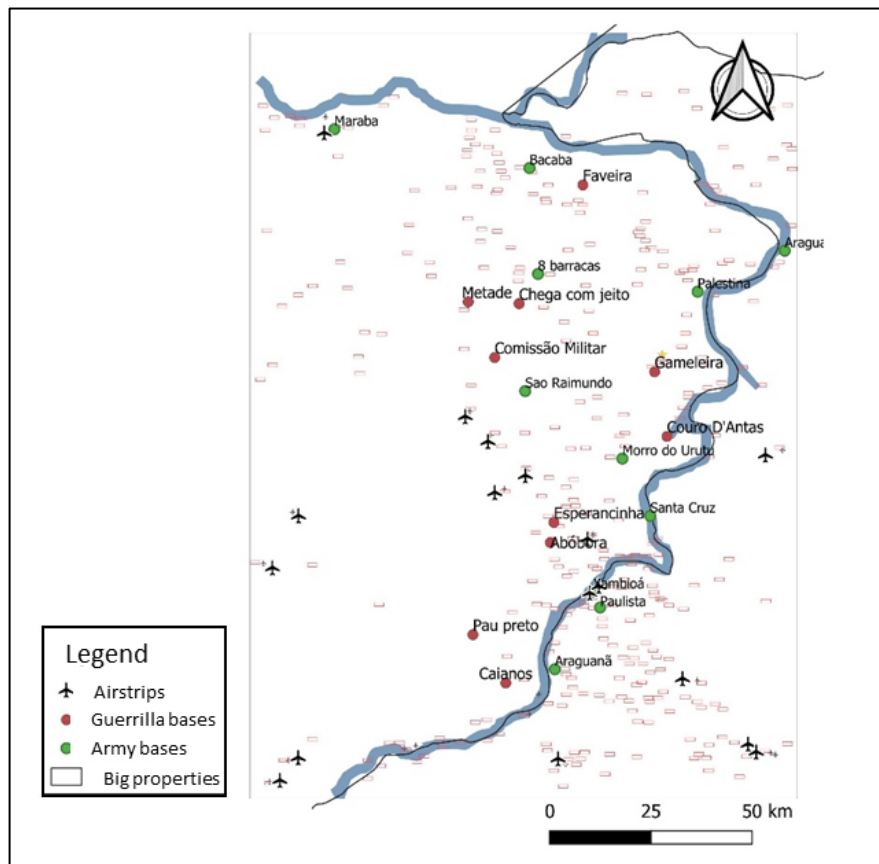 Maraba
Bacaba
Faveira
Aragua
8 barracas
Palestina
Metade
Chega com jeito
Comissão Militar
Gameleira
Sao Raimundo
Couro D'Antas
Morro do Urutu
Esperancinha
Santa Cruz
Abóbora
Xambioá
Paulista
Pau preto
Araguanã
Caianos
Legend
Airstrips
Guerrilla bases
Army bases
Big properties
0 25 50 km